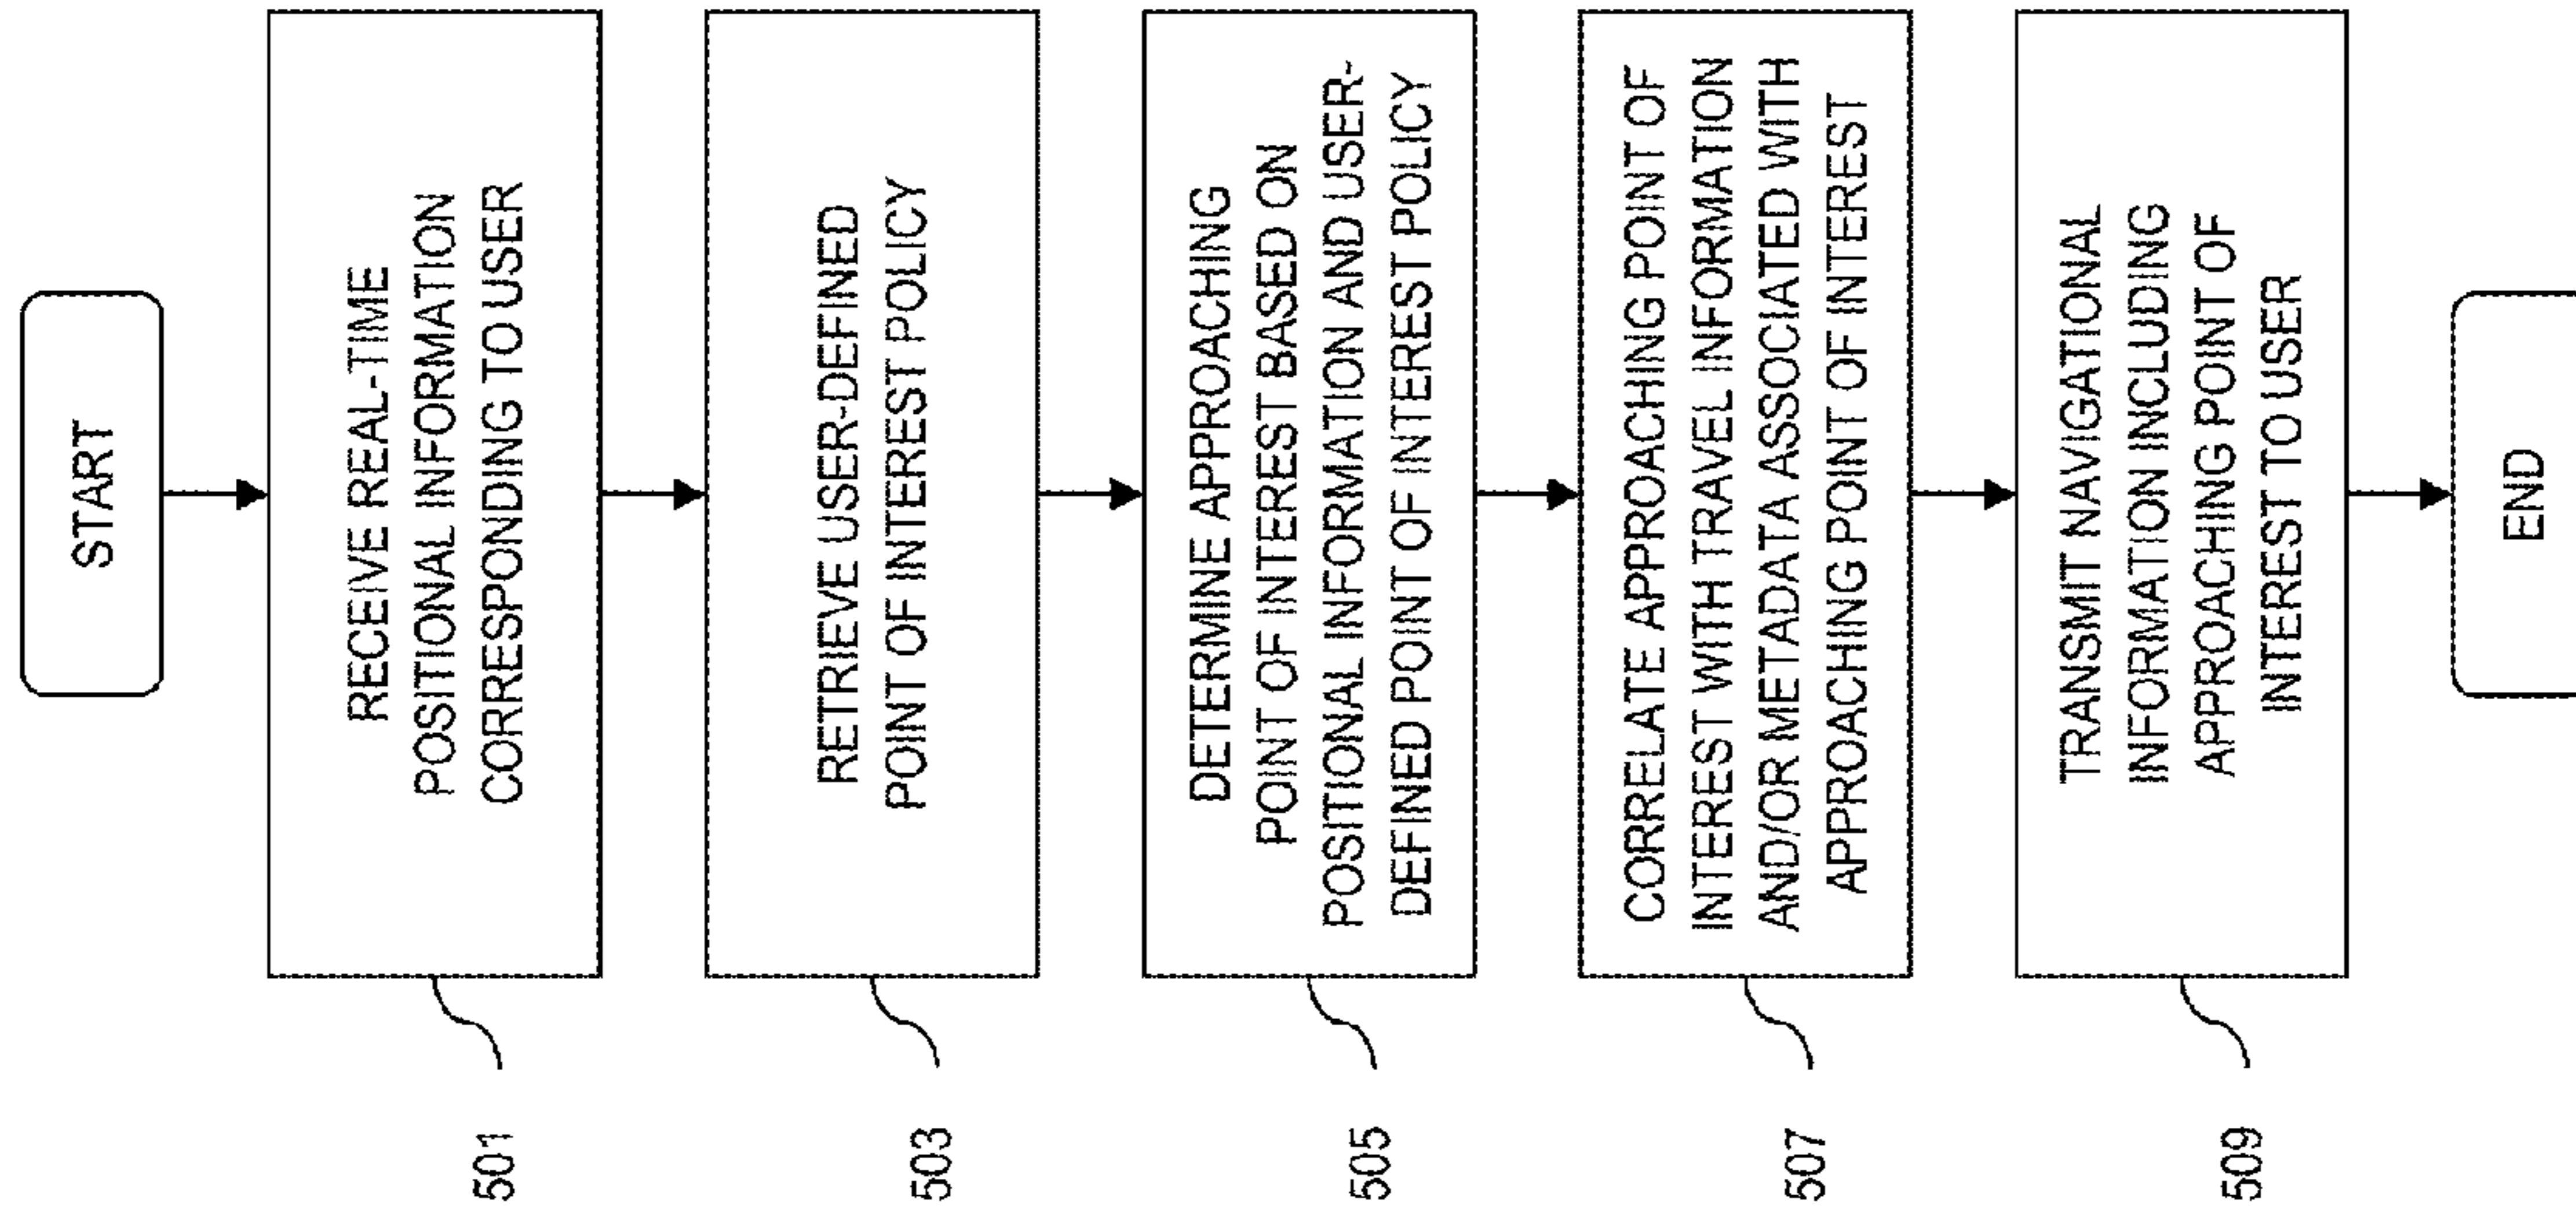 START
RECEIVE REAL-TIME
POSITIONAL INFORMATION
CORRESPONDING TO USER
501
RETRIEVE USER-DEFINED
POINT OF INTEREST POLICY
503
DETERMINE APPROACHING
POINT OF INTEREST BASED ON
POSITIONAL INFORMATION AND USER-
DEFINED POINT OF INTEREST POLICY
505
CORRELATE APPROACHING POINT OF
INTEREST WITH TRAVEL INFORMATION
AND/OR METADATA ASSOCIATED WITH
APPROACHING POINT OF INTEREST
507
TRANSMIT NAVIGATIONAL
INFORMATION INCLUDING
APPROACHING POINT OF
INTEREST TO USER
509
END